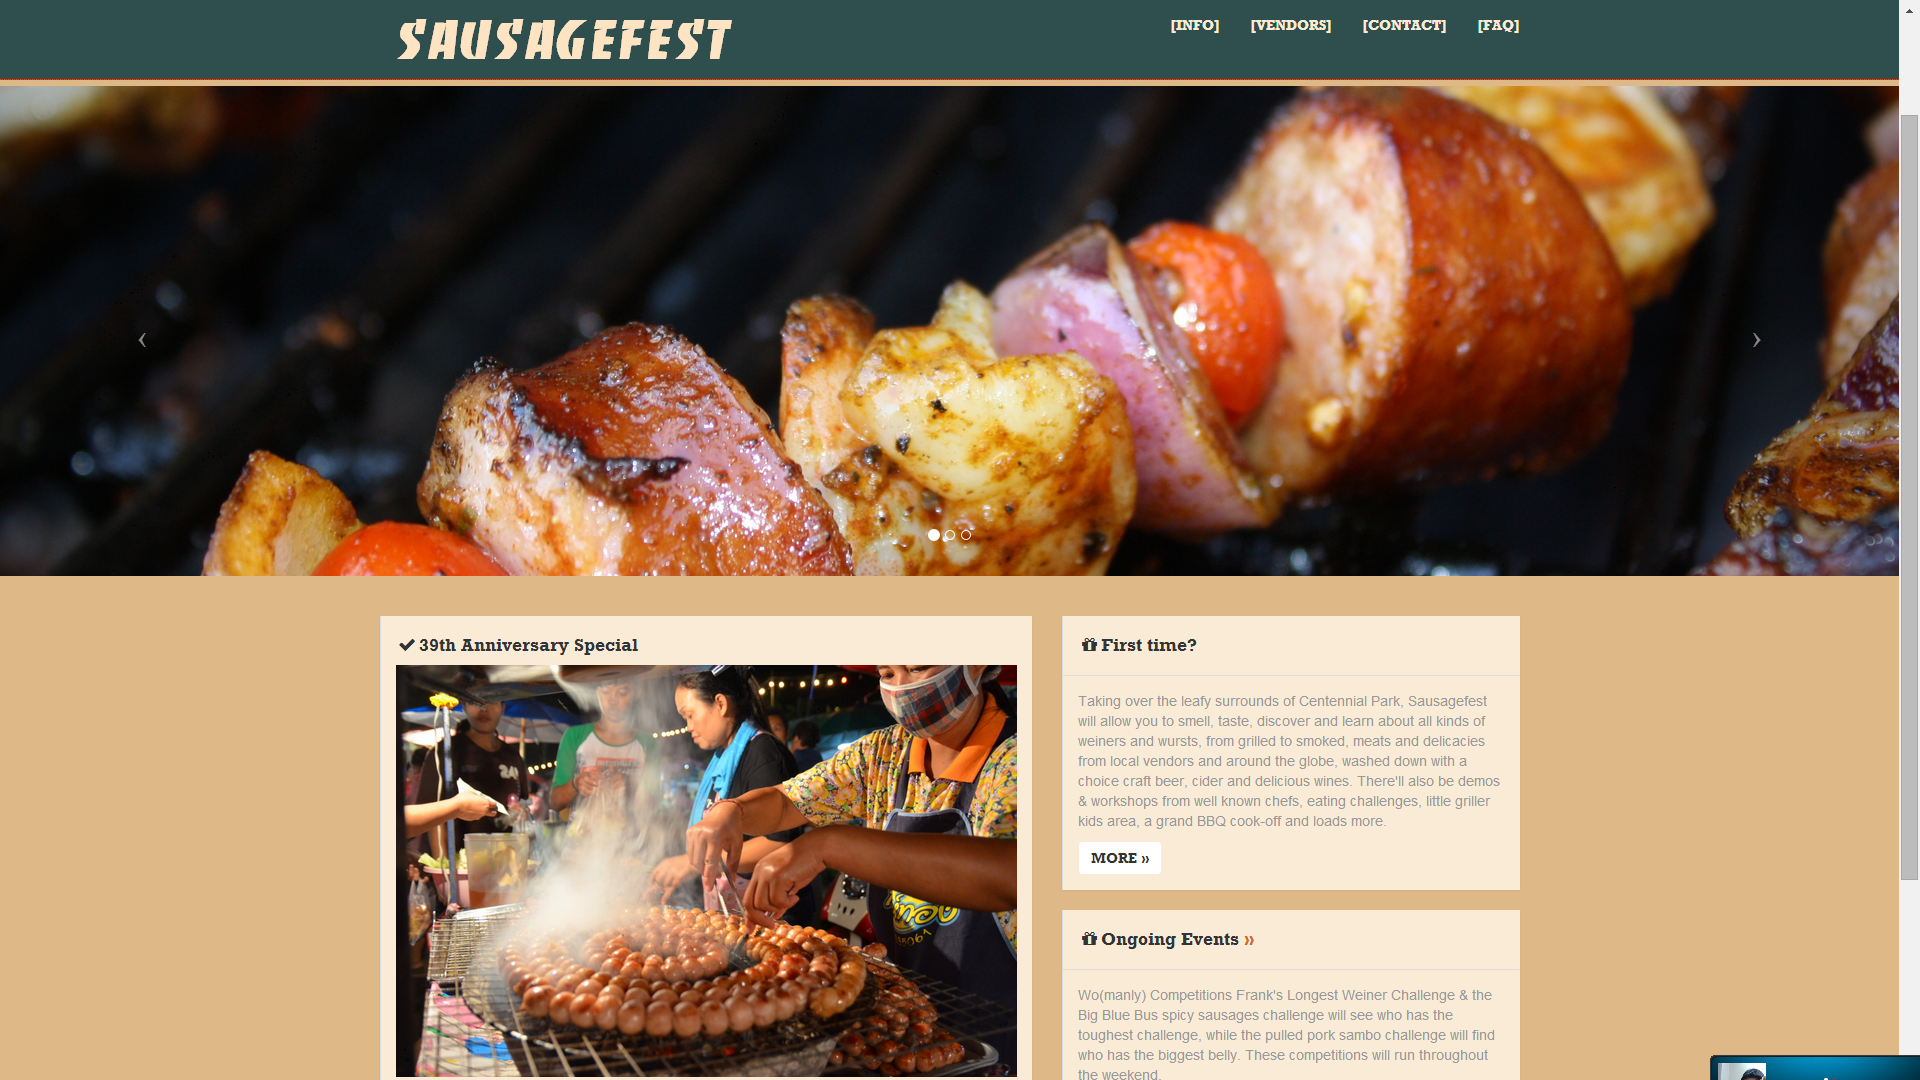 SAUSAGEFEST
[INFO] [VENDORS] [CONTACT] [FAQ]
39th Anniversary Special
First time?
Taking over the leafy surrounds of Centennial Park, Sausagefest
will allow you to smell, taste, discover and learn about all kinds of
weiners and wursts, from grilled to smoked, meats and delicacies
from local vendors and around the globe, washed down with a
choice craft beer, cider and delicious wines. There'll also be demos
& workshops from well known chefs, eating challenges, little griller
kids area, a grand BBQ cook-off and loads more.
MORE »
Ongoing Events »
Wo(manly) Competitions Frank's Longest Weiner Challenge & the
Big Blue Bus spicy sausages challenge will see who has the
toughest challenge, while the pulled pork sambo challenge will find
who has the biggest belly. These competitions will run throughout
the weekend.